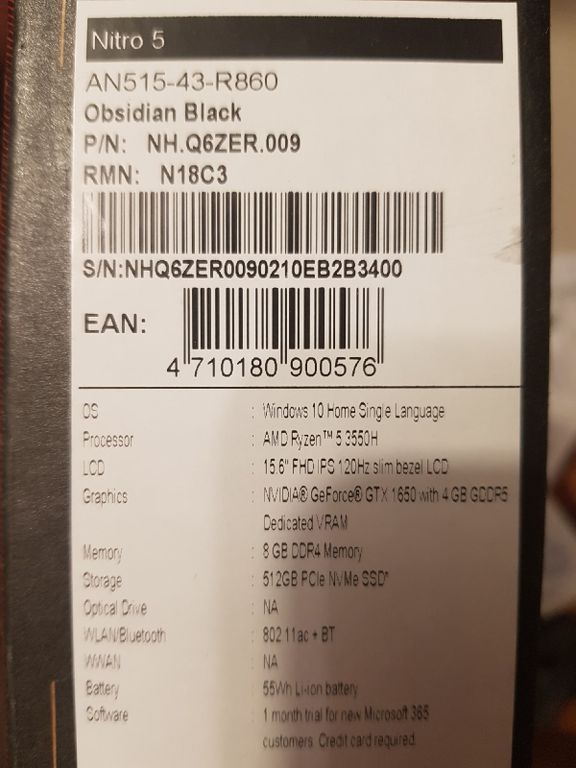 Nitro 5
AN515-43-R860
Obsidian Black
P/N: NH.Q6ZER.009
RMN: N18C3
S/N:NHQ6ZER0090210EB2B3400
EAN:
4 710180 900576
OS : Windows 10 Home Single Language
Processor : AMD Ryzen™ 5 3550H
LCD : 15.6" FHD IPS 120Hz slim bezel LCD
Graphics : NVIDIA® GeForce® GTX 1650 with 4 GB GDDR5
Dedicated VRAM
Memory : 8 GB DDR4 Memory
Storage : 512GB PCIe NVMe SSD*
Optical Drive : NA
WLAN/Bluetooth : 802.11ac + BT
WWAN : NA
Battery : 55Wh Li-ion battery
Software : 1 month trial for new Microsoft 365
customers. Credit card required.